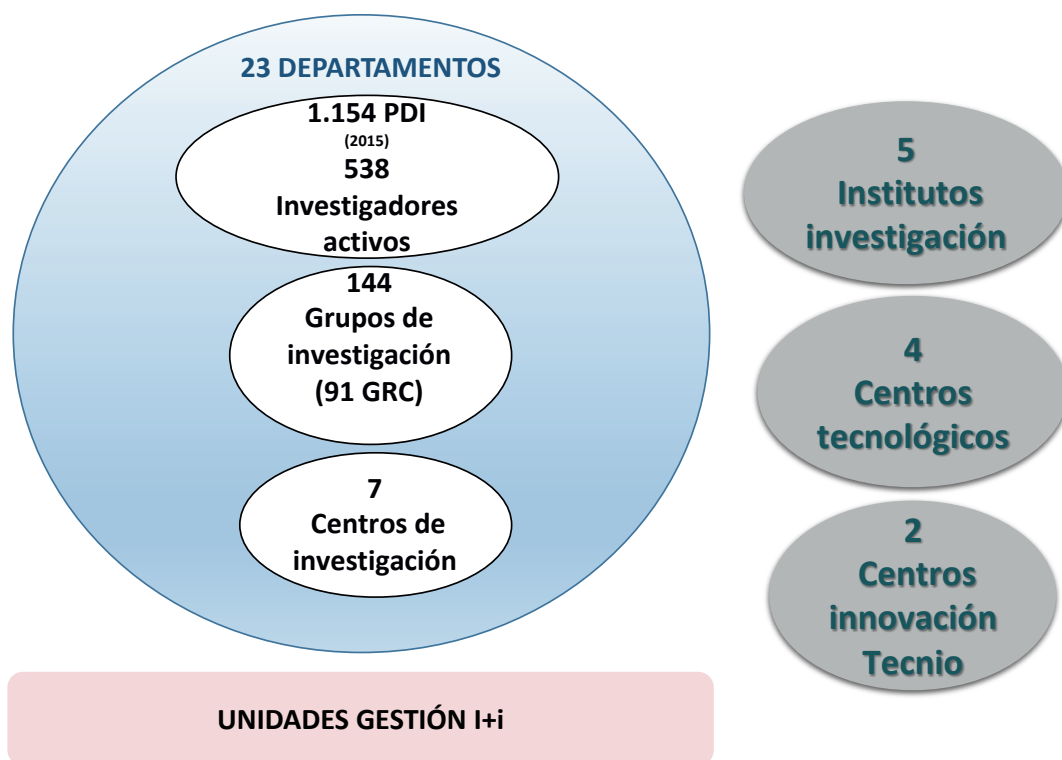 23 DEPARTAMENTOS
1.154 PDI
(2015)
538
Investigadores
activos
144
Grupos de
investigación
(91 GRC)
7
Centros de
investigación
UNIDADES GESTIÓN I+i
5
Institutos
investigación
4
Centros
tecnológicos
2
Centros
innovación
Tecnio